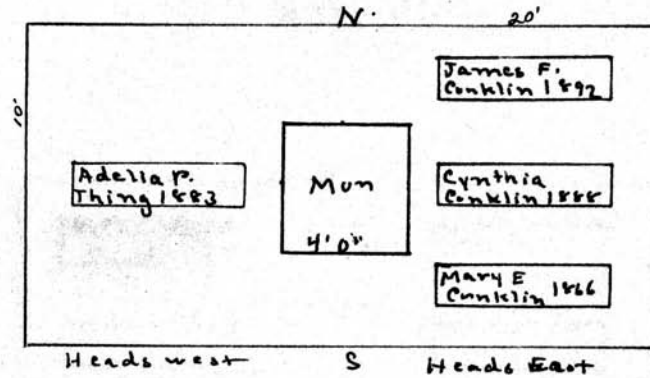 N.
20'
10'
James F.
Conklin 1892
Adella P.
Thing 1883
Mun
4'0"
Cynthia
Conklin 1888
Mary E
Conklin 1866
Heads west
S
Heads East